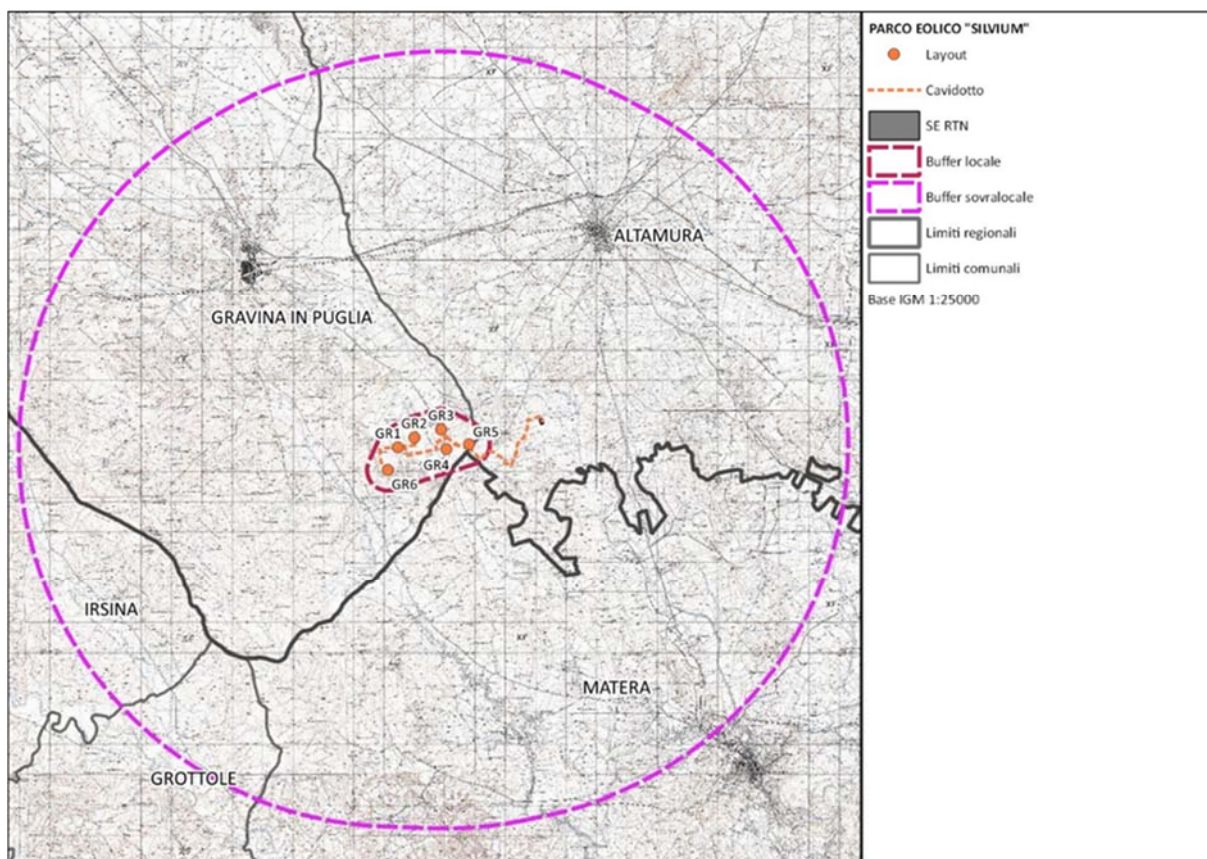 PARCO EOLICO "SILVIUM"
Layout
Cavidotto
SE RTN
Buffer locale
Buffer sovralocale
Limiti regionali
Limiti comunali
Base IGM 1:25000
ALTAMURA
GRAVINA IN PUGLIA
GR3
GR2
GR1
GR5
GR4
GR6
IRSINA
MATERA
GROTTOLE